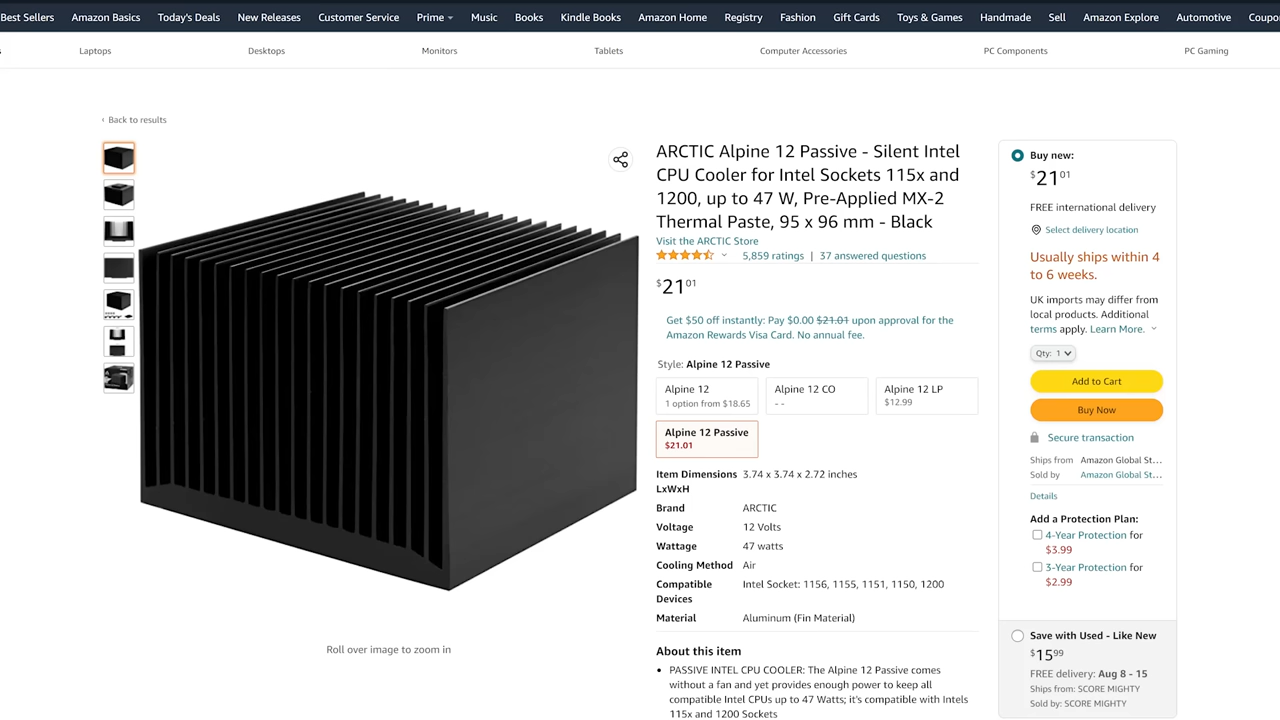 Best Sellers Amazon Basics Today's Deals New Releases Customer Service Prime Music Books Kindle Books Amazon Home Registry Fashion Gift Cards Toys & Games Handmade Sell Amazon Explore Automotive
Laptops Desktops Monitors Tablets Computer Accessories PC Components PC Gaming
‹ Back to results
ARCTIC Alpine 12 Passive - Silent Intel
CPU Cooler for Intel Sockets 115x and
1200, up to 47 W, Pre-Applied MX-2
Thermal Paste, 95 x 96 mm - Black
Visit the ARCTIC Store
5,859 ratings | 37 answered questions
$21 01
Get $50 off instantly: Pay $0.00 $21.01 upon approval for the
Amazon Rewards Visa Card. No annual fee.
Style: Alpine 12 Passive
Alpine 12
1 option from $18.65
Alpine 12 CO
- -
Alpine 12 LP
$12.99
Alpine 12 Passive
$21.01
Item Dimensions 3.74 x 3.74 x 2.72 inches
LxWxH
Brand ARCTIC
Voltage 12 Volts
Wattage 47 watts
Cooling Method Air
Compatible Intel Socket: 1156, 1155, 1151, 1150, 1200
Devices
Material Aluminum (Fin Material)
About this item
• PASSIVE INTEL CPU COOLER: The Alpine 12 Passive comes
without a fan and yet provides enough power to keep all
compatible Intel CPUs up to 47 Watts; it's compatible with Intels
115x and 1200 Sockets
Roll over image to zoom in
Buy new:
$21 01
FREE international delivery
Select delivery location
Usually ships within 4
to 6 weeks.
UK imports may differ from
local products. Additional
terms apply. Learn More.
Qty: 1
Add to Cart
Buy Now
Secure transaction
Ships from Amazon Global St...
Sold by Amazon Global St...
Details
Add a Protection Plan:
4-Year Protection for
$3.99
3-Year Protection for
$2.99
Save with Used - Like New
$15 99
FREE delivery: Aug 8 - 15
Ships from: SCORE MIGHTY
Sold by: SCORE MIGHTY